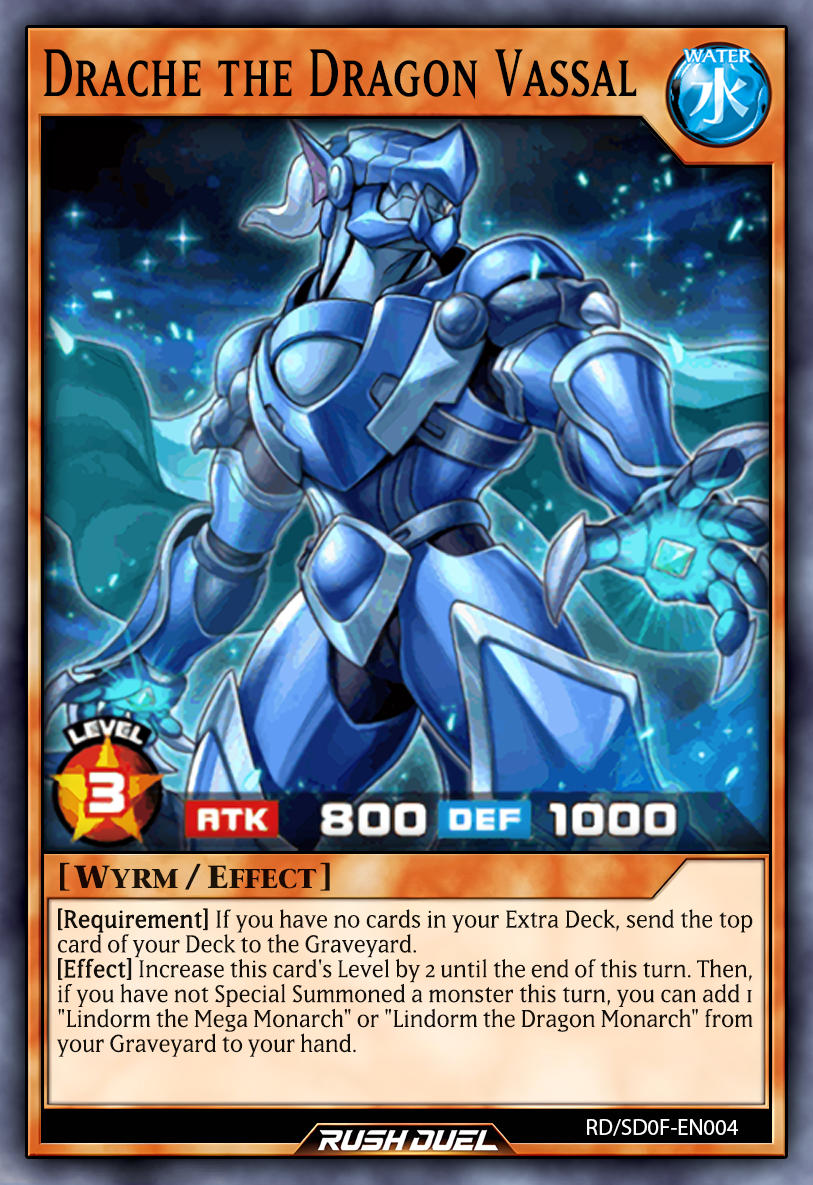 Drache the Dragon Vassal
WATER
水
LEVEL
3
ATK 800 DEF 1000
[Wyrm / Effect]
[Requirement] If you have no cards in your Extra Deck, send the top
card of your Deck to the Graveyard.
[Effect] Increase this card's Level by 2 until the end of this turn. Then,
if you have not Special Summoned a monster this turn, you can add 1
"Lindorm the Mega Monarch" or "Lindorm the Dragon Monarch" from
your Graveyard to your hand.
RUSH DUEL
RD/SD0F-EN004